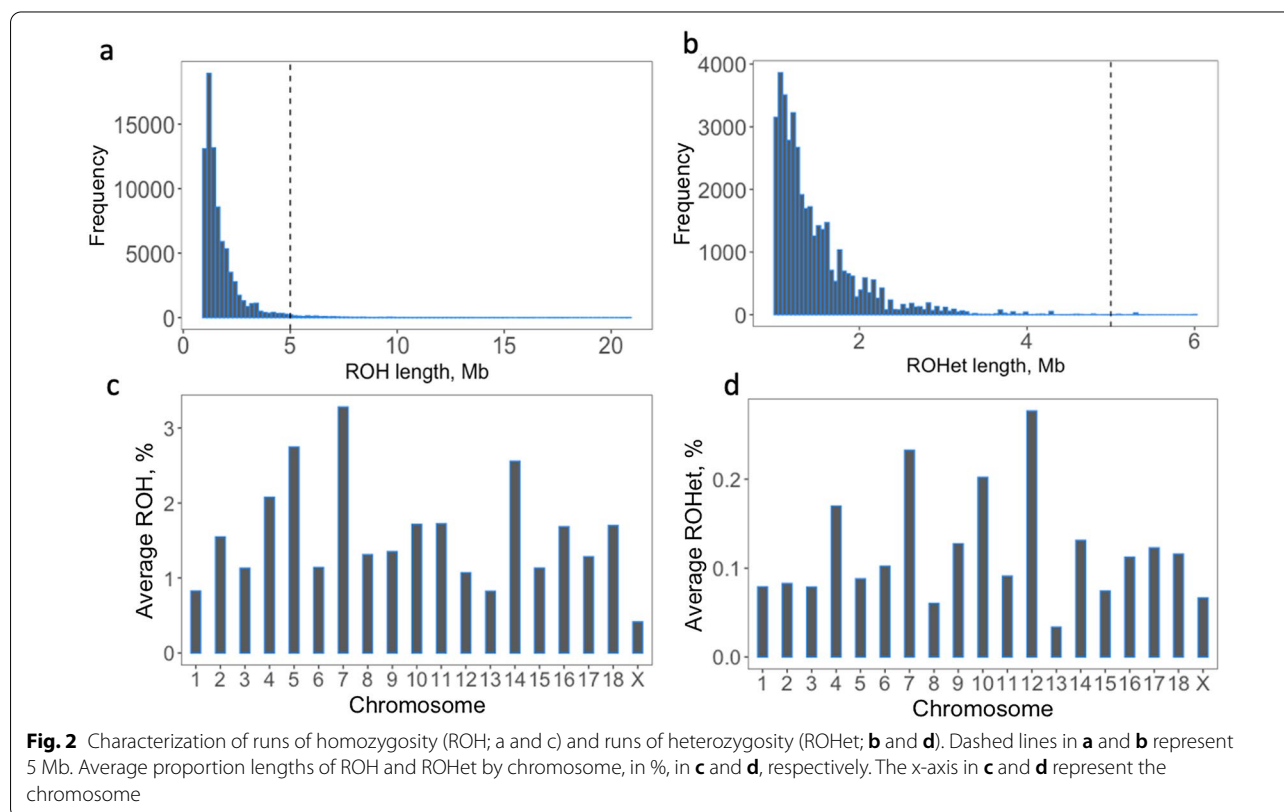 a
15000
10000
5000
0
Frequency
0 5 10 15 20
ROH length, Mb
b
4000
3000
2000
1000
0
Frequency
2 4 6
ROHet length, Mb
c
3
2
1
0
Average ROH, %
1 2 3 4 5 6 7 8 9 10 11 12 13 14 15 16 17 18 X
Chromosome
d
0.2
0.1
0.0
Average ROHet, %
1 2 3 4 5 6 7 8 9 10 11 12 13 14 15 16 17 18 X
Chromosome
Fig. 2 Characterization of runs of homozygosity (ROH; a and c) and runs of heterozygosity (ROHet; b and d). Dashed lines in a and b represent
5 Mb. Average proportion lengths of ROH and ROHet by chromosome, in %, in c and d, respectively. The x-axis in c and d represent the
chromosome